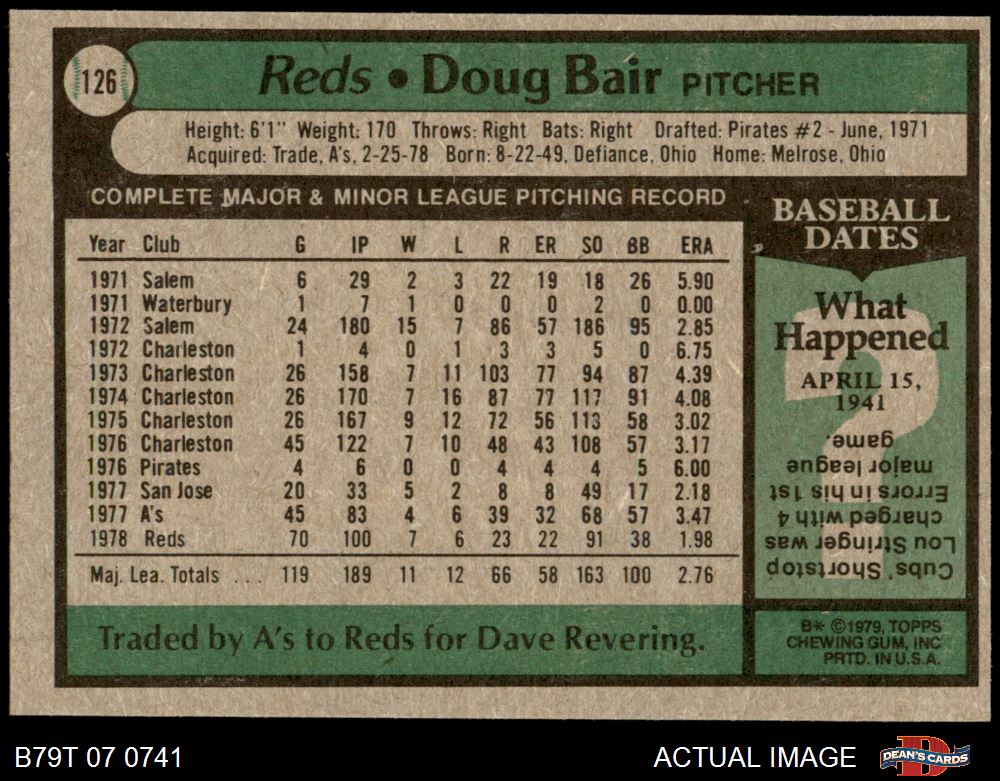 126
Reds • Doug Bair PITCHER
Height: 6'1" Weight: 170 Throws: Right Bats: Right Drafted: Pirates #2 - June, 1971
Acquired: Trade, A's, 2-25-78 Born: 8-22-49, Defiance, Ohio Home: Melrose, Ohio
COMPLETE MAJOR & MINOR LEAGUE PITCHING RECORD
Year Club G IP W L R ER SO BB ERA
1971 Salem 6 29 2 3 22 19 18 26 5.90
1971 Waterbury 1 7 1 0 0 0 2 0 0.00
1972 Salem 24 180 15 7 86 57 186 95 2.85
1972 Charleston 1 4 0 1 3 3 5 0 6.75
1973 Charleston 26 158 7 11 103 77 94 87 4.39
1974 Charleston 26 170 7 16 87 77 117 91 4.08
1975 Charleston 26 167 9 12 72 56 113 58 3.02
1976 Charleston 45 122 7 10 48 43 108 57 3.17
1976 Pirates 4 6 0 0 4 4 4 5 6.00
1977 San Jose 20 33 5 2 8 8 49 17 2.18
1977 A's 45 83 4 6 39 32 68 57 3.47
1978 Reds 70 100 7 6 23 22 91 38 1.98
Maj. Lea. Totals ... 119 189 11 12 66 58 163 100 2.76
Traded by A's to Reds for Dave Revering.
BASEBALL
DATES
What
Happened
?
APRIL 15,
1941
Cubs' Shortstop
Lou Stringer was
charged with 4
Errors in his 1st
major league
game.
B* ©1979, TOPPS
CHEWING GUM, INC
PRTD. IN U.S.A.
B79T 07 0741
ACTUAL IMAGE
DEAN'S CARDS